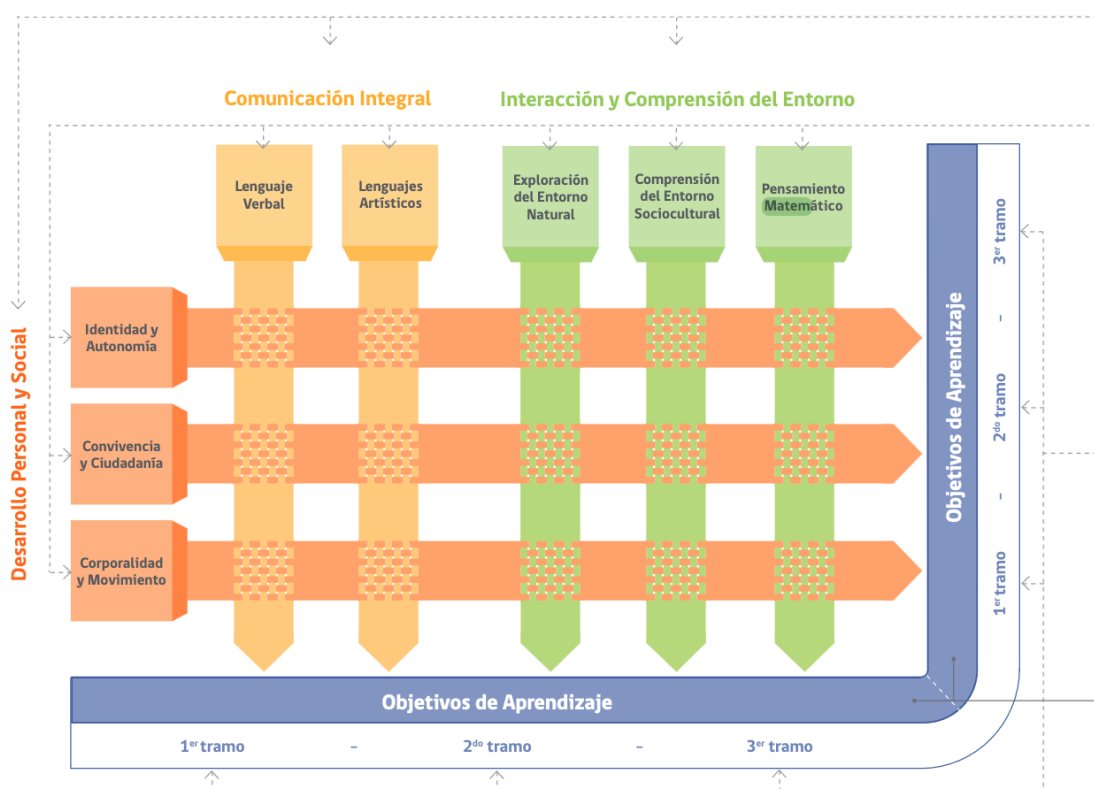 Comunicación Integral
Interacción y Comprensión del Entorno
Lenguaje
Verbal
Lenguajes
Artísticos
Exploración
del Entorno
Natural
Comprensión
del Entorno
Sociocultural
Pensamiento
Matemático
Desarrollo Personal y Social
Identidad y
Autonomía
Convivencia
y Ciudadanía
Corporalidad
y Movimiento
Objetivos de Aprendizaje
1er tramo - 2do tramo - 3er tramo
Objetivos de Aprendizaje
1er tramo - 2do tramo - 3er tramo